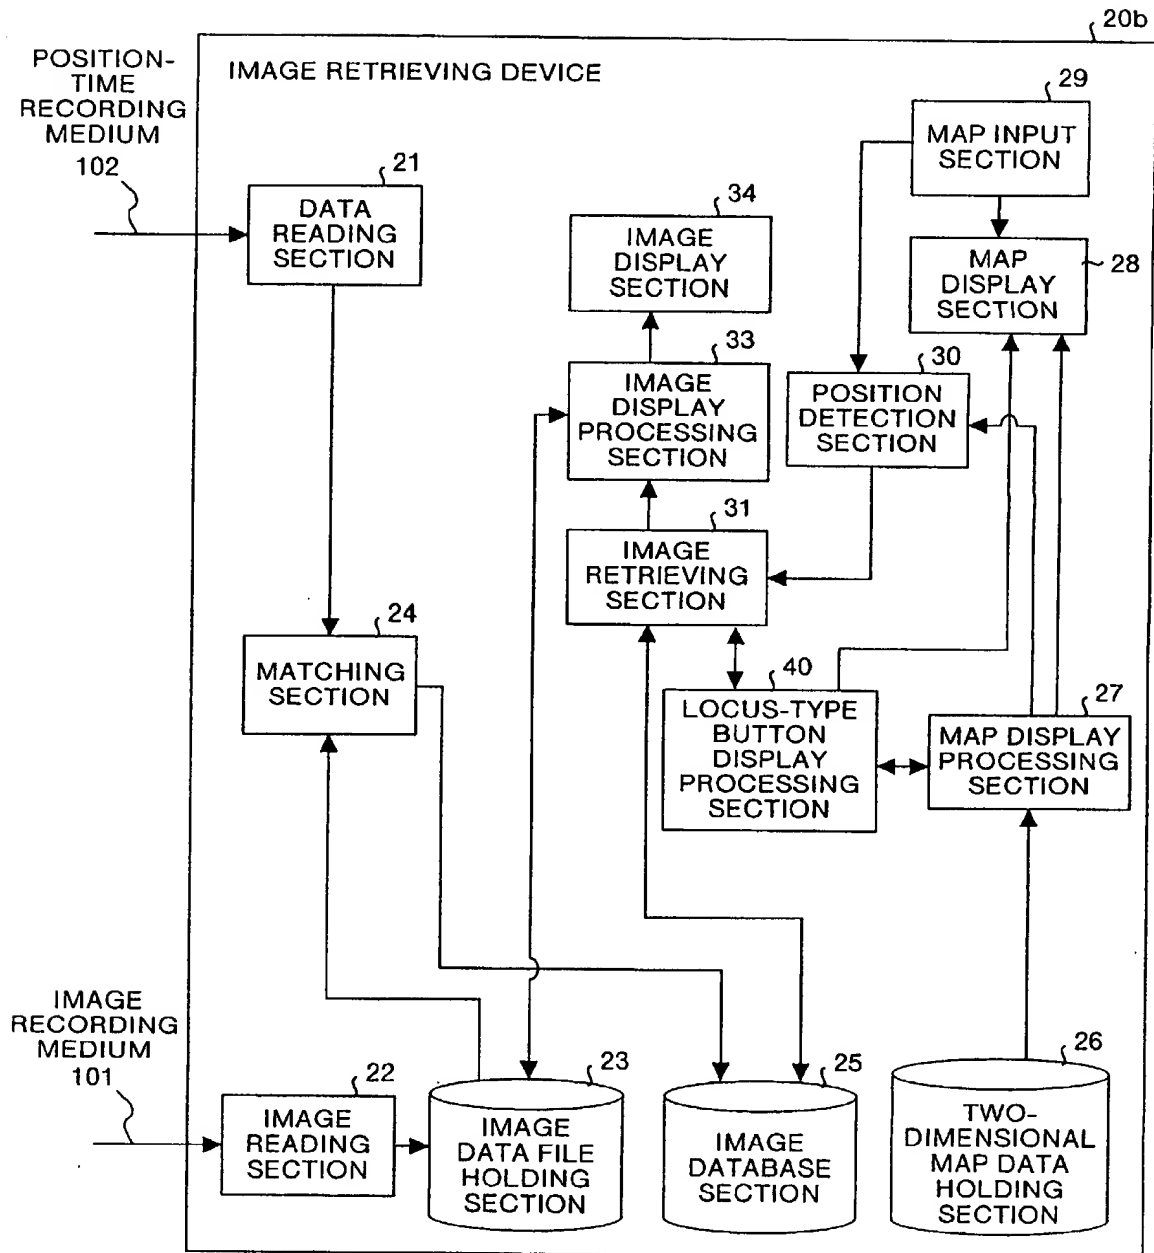 20b
IMAGE RETRIEVING DEVICE
POSITION-
TIME
RECORDING
MEDIUM
102
29
MAP INPUT
SECTION
21
DATA
READING
SECTION
34
IMAGE
DISPLAY
SECTION
MAP
DISPLAY
SECTION
28
33
IMAGE
DISPLAY
PROCESSING
SECTION
30
POSITION
DETECTION
SECTION
31
IMAGE
RETRIEVING
SECTION
24
MATCHING
SECTION
40
LOCUS-TYPE
BUTTON
DISPLAY
PROCESSING
SECTION
27
MAP DISPLAY
PROCESSING
SECTION
IMAGE
RECORDING
MEDIUM
101
22
IMAGE
READING
SECTION
23
IMAGE
DATA FILE
HOLDING
SECTION
25
IMAGE
DATABASE
SECTION
26
TWO-
DIMENSIONAL
MAP DATA
HOLDING
SECTION